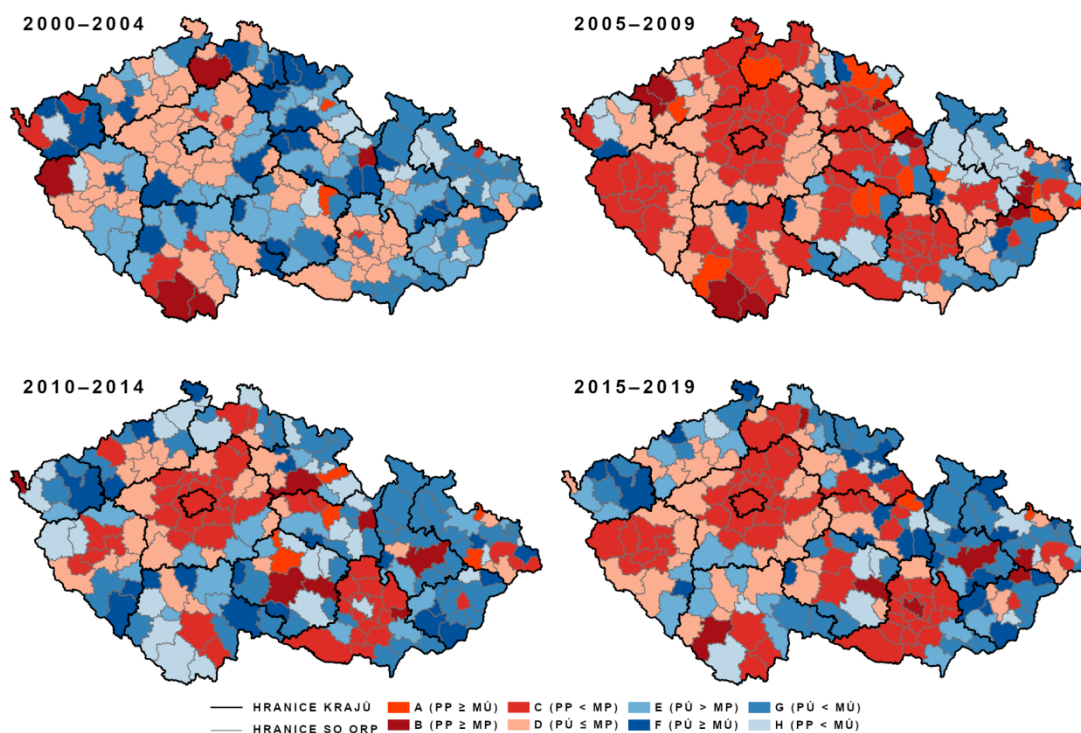 2000–2004
2005–2009
2010–2014
2015–2019
HRANICE KRAJŮ
HRANICE SO ORP
A (PP ≥ MÚ)
B (PP ≥ MP)
C (PP < MP)
D (PÚ ≤ MP)
E (PÚ > MP)
F (PÚ ≥ MÚ)
G (PÚ < MÚ)
H (PP < MÚ)